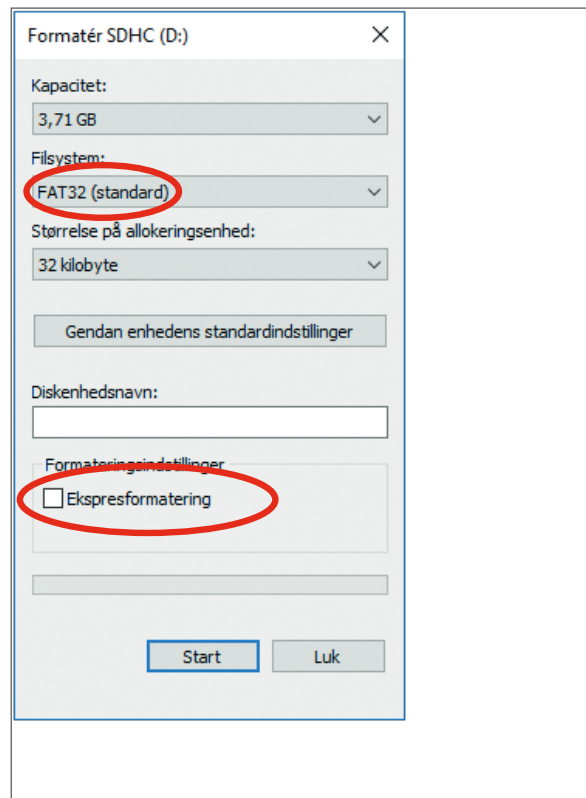 Formatér SDHC (D:)
Kapacitet:
3,71 GB
Filsystem:
FAT32 (standard)
Størrelse på allokeringsenhed:
32 kilobyte
Gendan enhedens standardindstillinger
Diskenhedsnavn:
Formateringsindstillinger
Ekspresformatering
Start
Luk